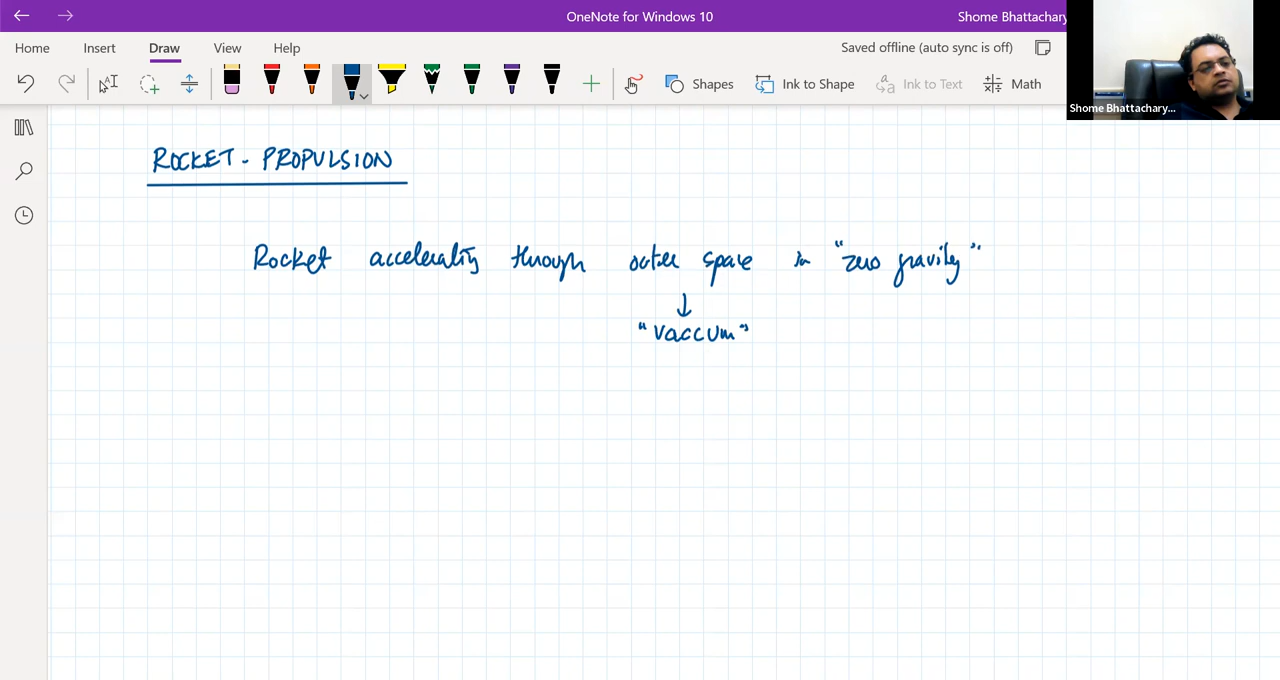 OneNote for Windows 10
Shome Bhattachary
Home Insert Draw View Help
Saved offline (auto sync is off)
Shapes Ink to Shape Ink to Text Math
Shome Bhattachary...
ROCKET - PROPULSION
Rocket accelerating through outer space in "zero gravity"
"Vaccum"